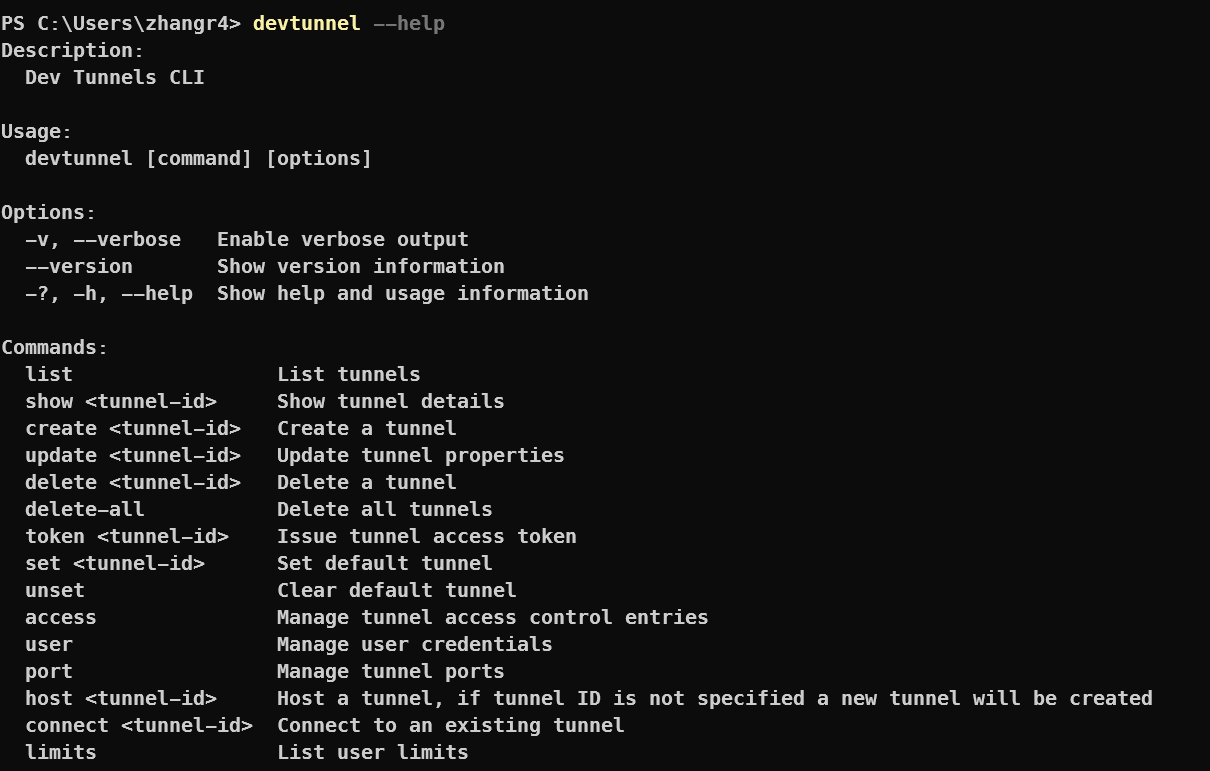 PS C:\Users\zhangr4> devtunnel --help
Description:
  Dev Tunnels CLI

Usage:
  devtunnel [command] [options]

Options:
  -v, --verbose   Enable verbose output
  --version       Show version information
  -?, -h, --help  Show help and usage information

Commands:
  list                 List tunnels
  show <tunnel-id>     Show tunnel details
  create <tunnel-id>   Create a tunnel
  update <tunnel-id>   Update tunnel properties
  delete <tunnel-id>   Delete a tunnel
  delete-all           Delete all tunnels
  token <tunnel-id>    Issue tunnel access token
  set <tunnel-id>      Set default tunnel
  unset                Clear default tunnel
  access               Manage tunnel access control entries
  user                 Manage user credentials
  port                 Manage tunnel ports
  host <tunnel-id>     Host a tunnel, if tunnel ID is not specified a new tunnel will be created
  connect <tunnel-id>  Connect to an existing tunnel
  limits               List user limits